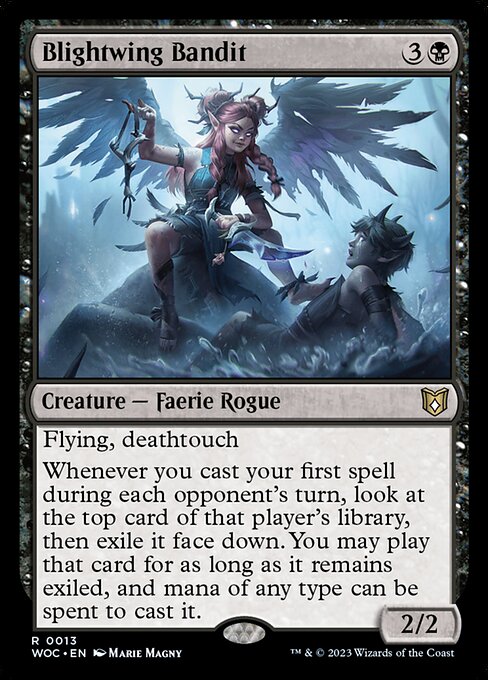 Blightwing Bandit 3
Creature — Faerie Rogue
Flying, deathtouch
Whenever you cast your first spell
during each opponent's turn, look at
the top card of that player's library,
then exile it face down. You may play
that card for as long as it remains
exiled, and mana of any type can be
spent to cast it.
2/2
R 0013
WOC • EN Marie Magny
™ & © 2023 Wizards of the Coast